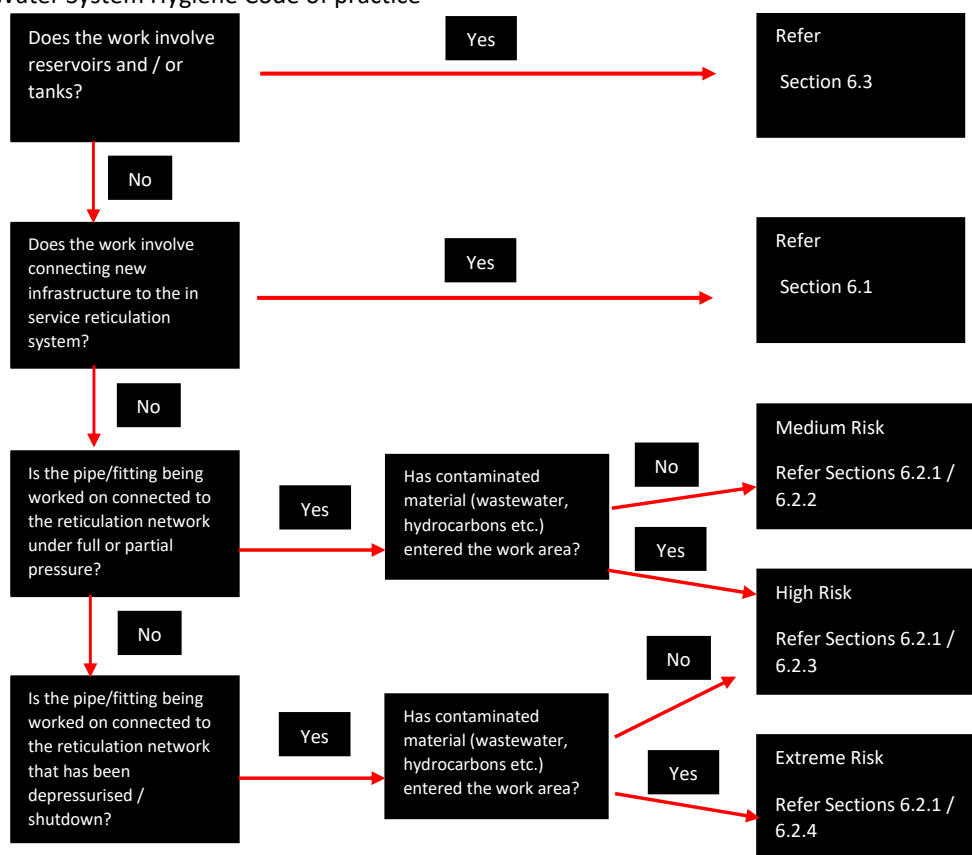 Water System Hygiene Code of practice
Does the work involve
reservoirs and / or
tanks?
Yes
Refer
Section 6.3
No
Does the work involve
connecting new
infrastructure to the in
service reticulation
system?
Yes
Refer
Section 6.1
No
Is the pipe/fitting being
worked on connected to
the reticulation network
under full or partial
pressure?
Yes
Has contaminated
material (wastewater,
hydrocarbons etc.)
entered the work area?
No
Medium Risk
Refer Sections 6.2.1 /
6.2.2
Yes
High Risk
Refer Sections 6.2.1 /
6.2.3
No
Is the pipe/fitting being
worked on connected to
the reticulation network
that has been
depressurised /
shutdown?
Yes
Has contaminated
material (wastewater,
hydrocarbons etc.)
entered the work area?
No
Yes
Extreme Risk
Refer Sections 6.2.1 /
6.2.4